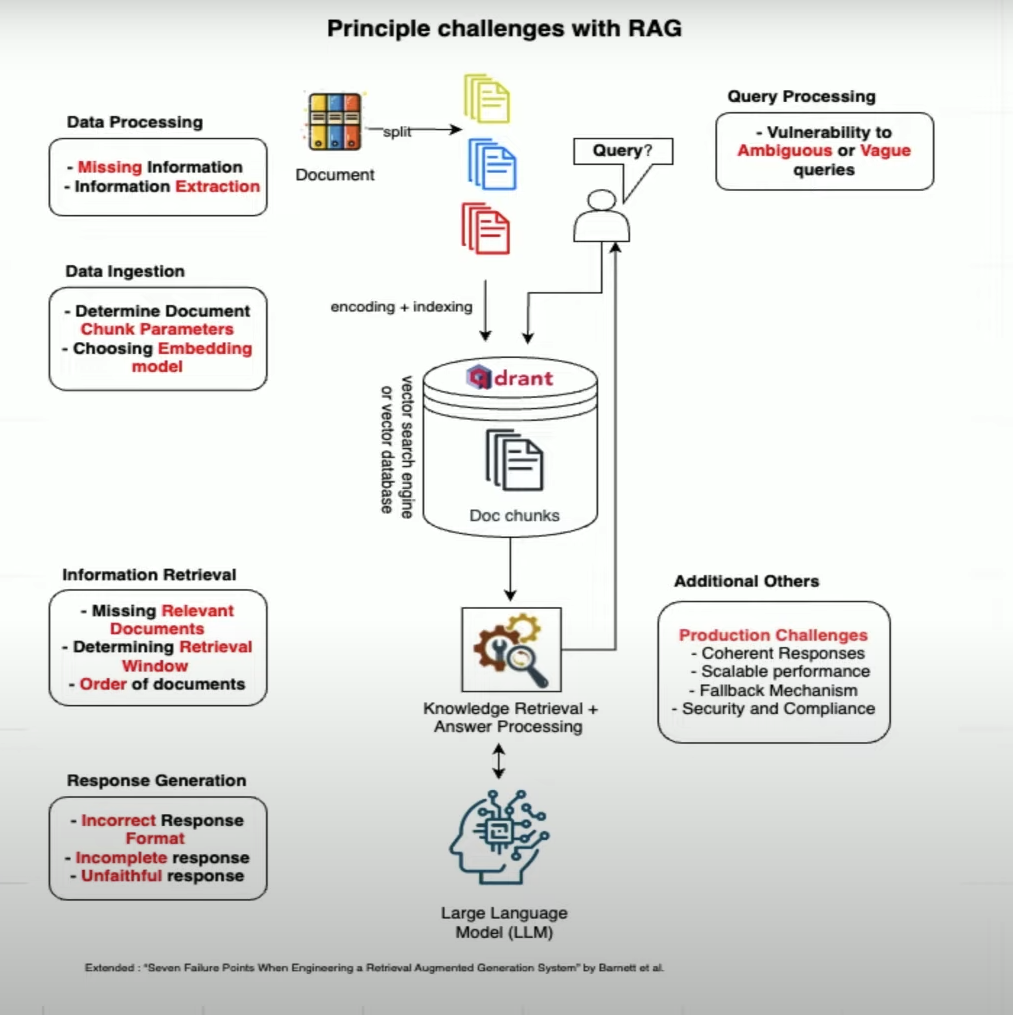 Principle challenges with RAG
Data Processing
- Missing Information
- Information Extraction
Document
split
Query?
Query Processing
- Vulnerability to
Ambiguous or Vague
queries
Data Ingestion
- Determine Document
Chunk Parameters
- Choosing Embedding
model
encoding + indexing
vector search engine
or vector database
qdrant
Doc chunks
Information Retrieval
- Missing Relevant
Documents
- Determining Retrieval
Window
- Order of documents
Knowledge Retrieval +
Answer Processing
Additional Others
Production Challenges
- Coherent Responses
- Scalable performance
- Fallback Mechanism
- Security and Compliance
Response Generation
- Incorrect Response
Format
- Incomplete response
- Unfaithful response
Large Language
Model (LLM)
Extended : "Seven Failure Points When Engineering a Retrieval Augmented Generation System" by Barnett et al.